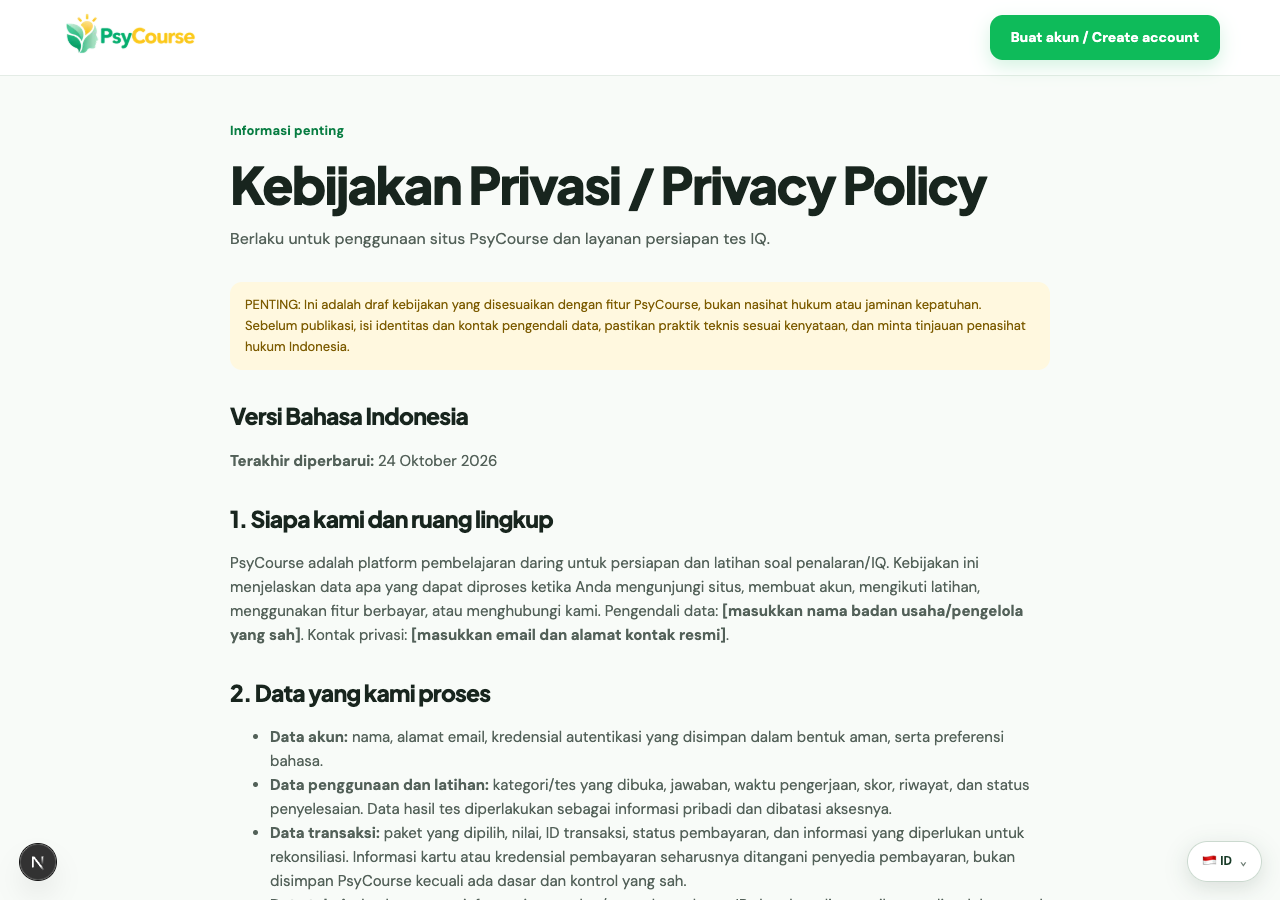 PsyCourse
Buat akun / Create account
Informasi penting
Kebijakan Privasi / Privacy Policy
Berlaku untuk penggunaan situs PsyCourse dan layanan persiapan tes IQ.
PENTING: Ini adalah draf kebijakan yang disesuaikan dengan fitur PsyCourse, bukan nasihat hukum atau jaminan kepatuhan.
Sebelum publikasi, isi identitas dan kontak pengendali data, pastikan praktik teknis sesuai kenyataan, dan minta tinjauan penasihat
hukum Indonesia.
Versi Bahasa Indonesia
Terakhir diperbarui: 24 Oktober 2026
1. Siapa kami dan ruang lingkup
PsyCourse adalah platform pembelajaran daring untuk persiapan dan latihan soal penalaran/IQ. Kebijakan ini
menjelaskan data apa yang dapat diproses ketika Anda mengunjungi situs, membuat akun, mengikuti latihan,
menggunakan fitur berbayar, atau menghubungi kami. Pengendali data: [masukkan nama badan usaha/pengelola
yang sah]. Kontak privasi: [masukkan email dan alamat kontak resmi].
2. Data yang kami proses
• Data akun: nama, alamat email, kredensial autentikasi yang disimpan dalam bentuk aman, serta preferensi
bahasa.
• Data penggunaan dan latihan: kategori/tes yang dibuka, jawaban, waktu pengerjaan, skor, riwayat, dan status
penyelesaian. Data hasil tes diperlakukan sebagai informasi pribadi dan dibatasi aksesnya.
• Data transaksi: paket yang dipilih, nilai, ID transaksi, status pembayaran, dan informasi yang diperlukan untuk
rekonsiliasi. Informasi kartu atau kredensial pembayaran seharusnya ditangani penyedia pembayaran, bukan
disimpan PsyCourse kecuali ada dasar dan kontrol yang sah.
N
ID